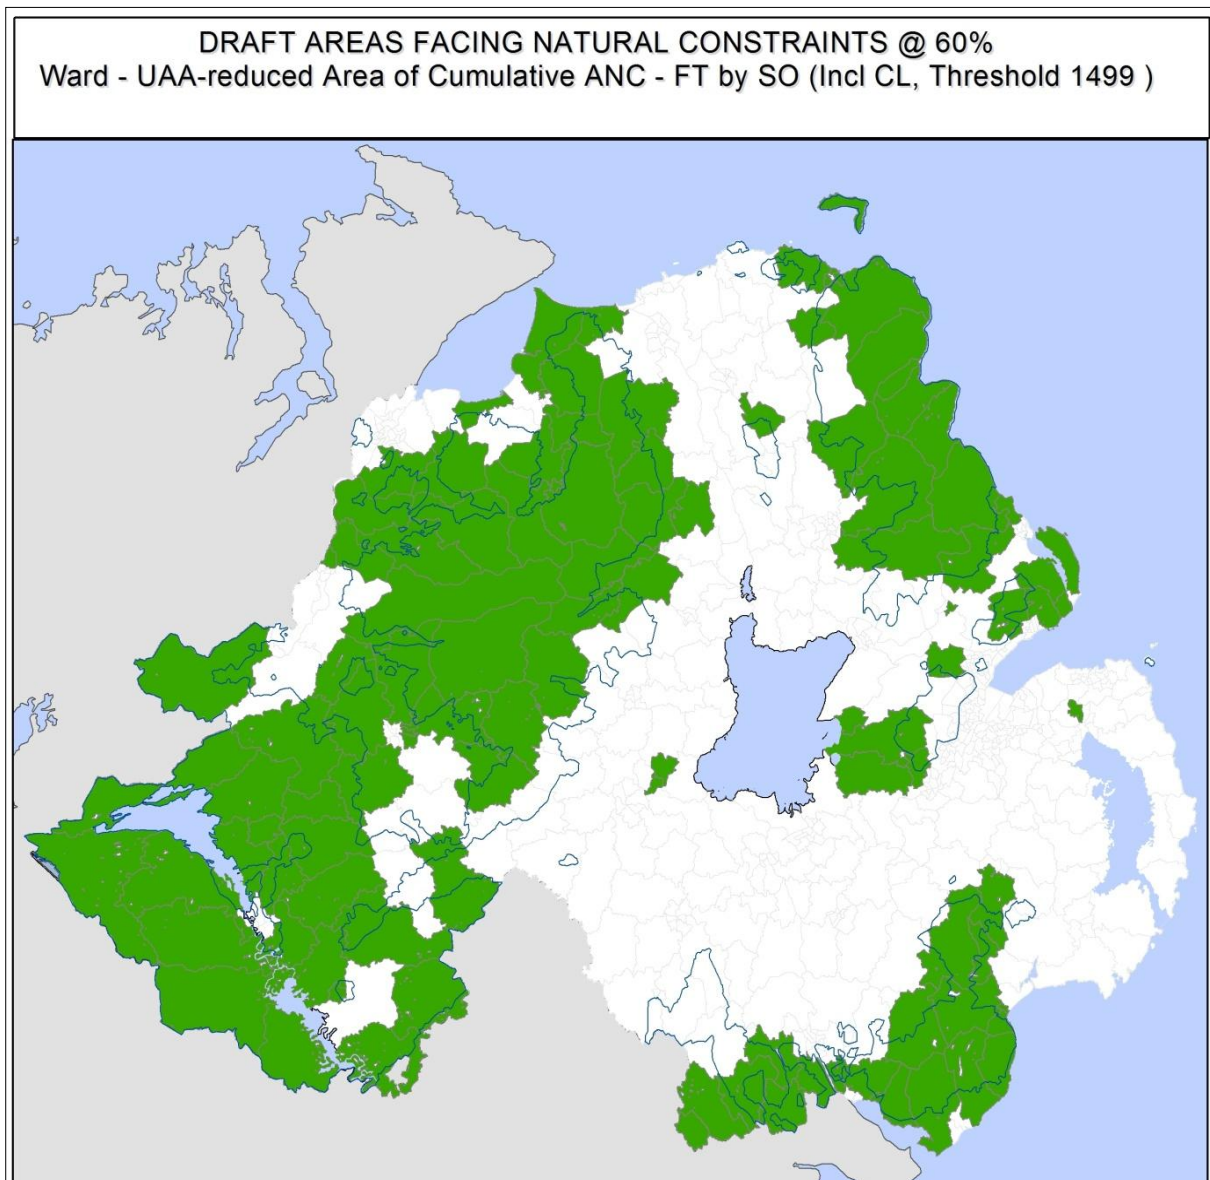 DRAFT AREAS FACING NATURAL CONSTRAINTS @ 60%
Ward - UAA-reduced Area of Cumulative ANC - FT by SO (Incl CL, Threshold 1499 )